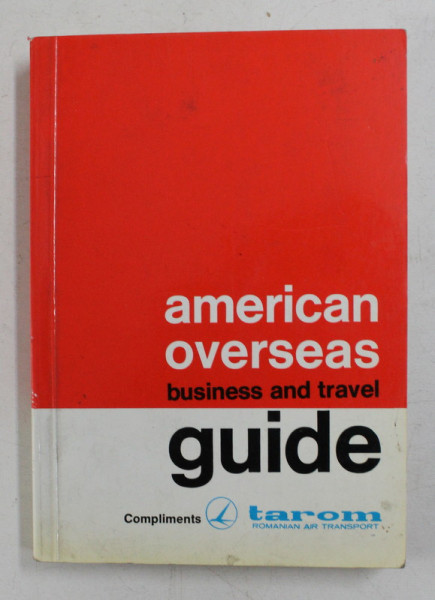 american
overseas
business and travel
guide
Compliments tarom
ROMANIAN AIR TRANSPORT